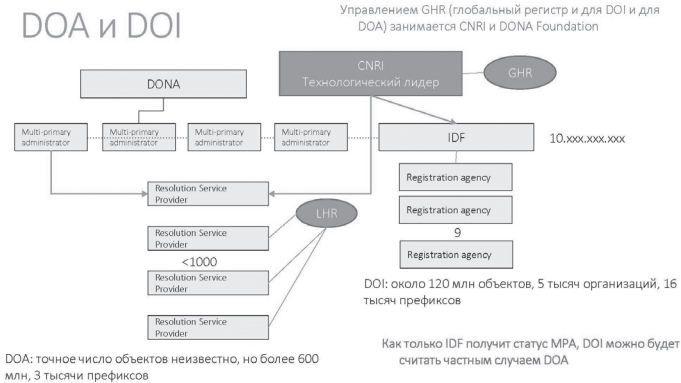 DOA и DOI
Управлением GHR (глобальный регистр и для DOI и для
DOA) занимается CNRI и DONA Foundation
DONA
CNRI
Технологический лидер
GHR
Multi-primary
administrator
Multi-primary
administrator
Multi-primary
administrator
Multi-primary
administrator
IDF
10.xxx.xxx.xxx
Resolution Service
Provider
Registration agency
Registration agency
9
Registration agency
LHR
Resolution Service
Provider
<1000
Resolution Service
Provider
Resolution Service
Provider
DOI: около 120 млн объектов, 5 тысяч организаций, 16
тысяч префиксов
DOA: точное число объектов неизвестно, но более 600
млн, 3 тысячи префиксов
Как только IDF получит статус MPA, DOI можно будет
считать частным случаем DOA